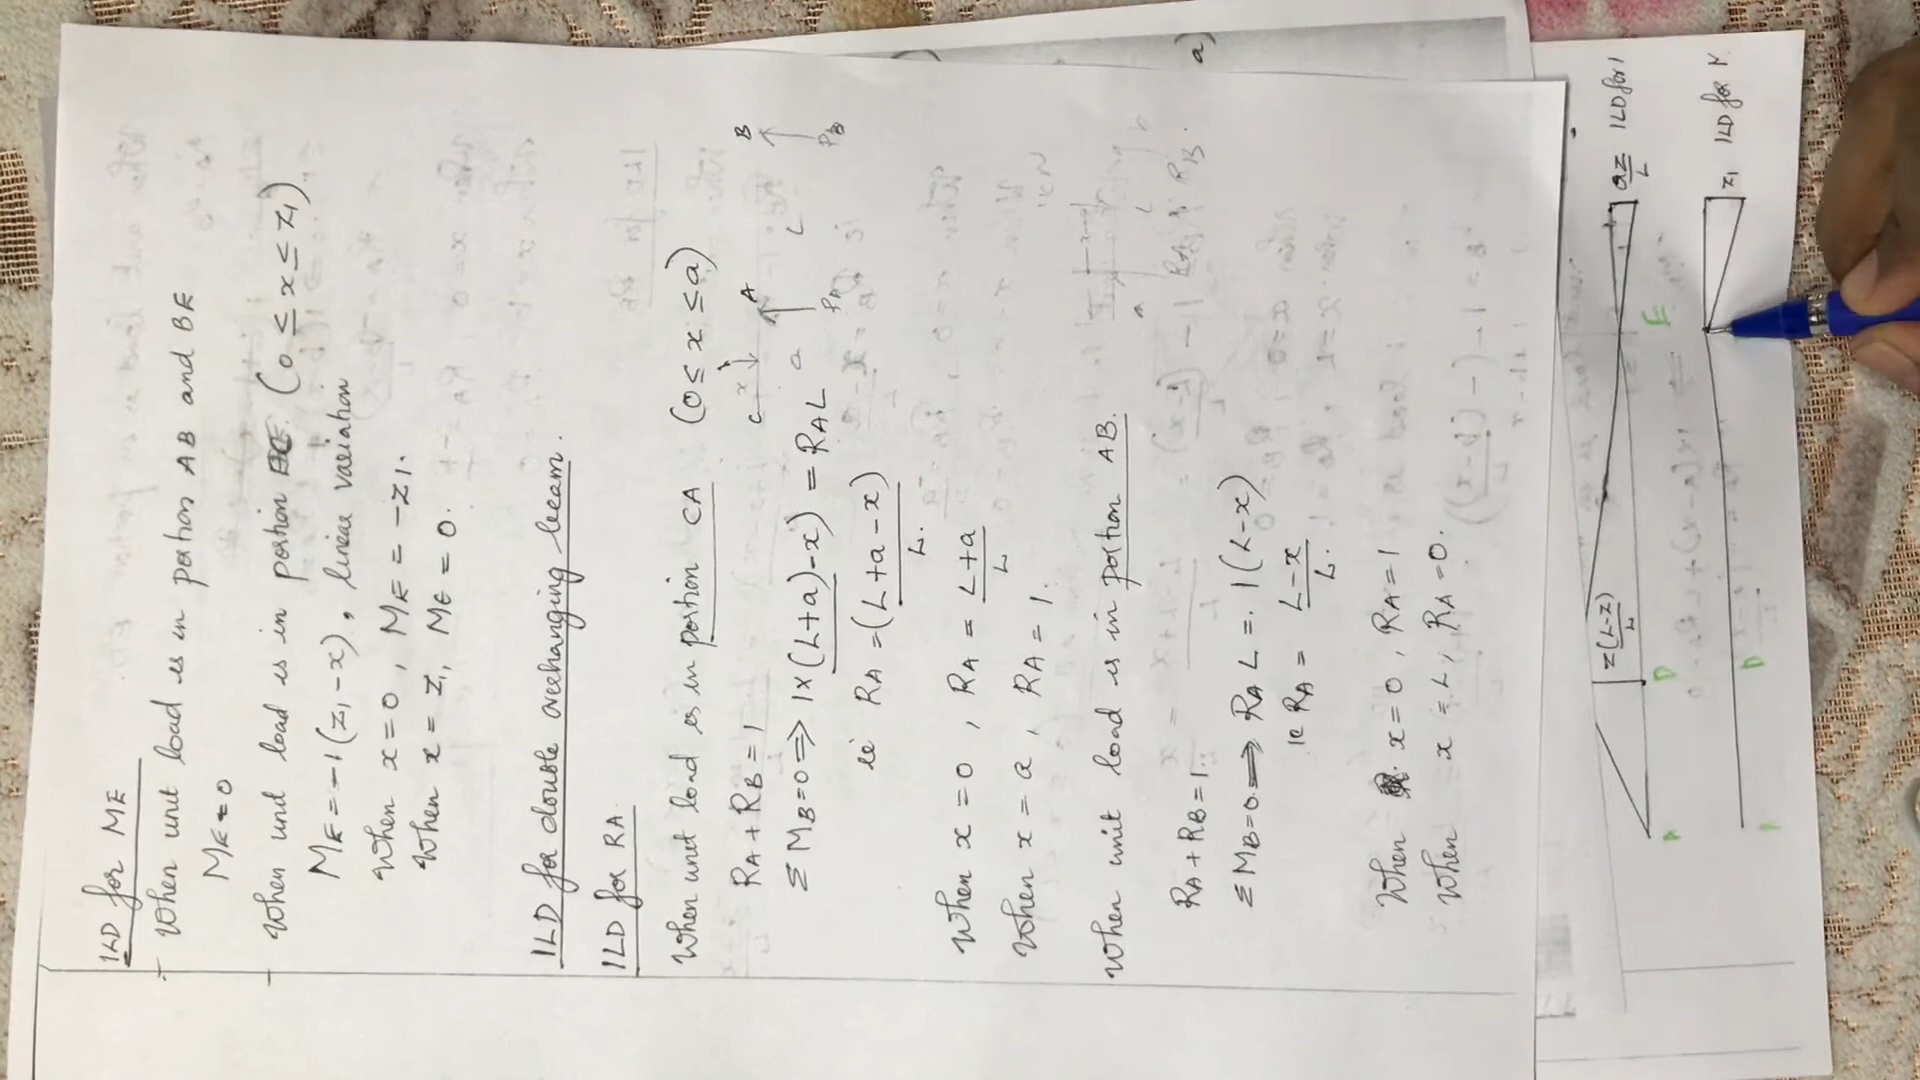 ILD for ME
- When unit load is in portion AB and BE
ME = 0
- When unit load is in portion (0 ≤ x ≤ z1)
ME = -1(z1-x), linear variation
When x=0, ME = -z1.
When x = z1, ME = 0.
ILD for double overhanging beam.
ILD for RA
When unit load is in portion CA (0 ≤ x ≤ a)
RA + RB = 1
ΣMB=0 ⟹ 1×(L+a)-x) = RAL
ie RA = (L+a-x)
L.
C x A B
a L
RA RB
When x=0, RA = L+a
L
When x = a, RA = 1.
When unit load is in portion AB.
RA+RB=1.
ΣMB=0 ⟹ RA L = 1(L-x)
ie RA = L-x
L.
When x=0, RA=1
When x = L, RA=0.
a)
z(L-z)
L
az
L
ILD for
D E
z1 ILD for M
D